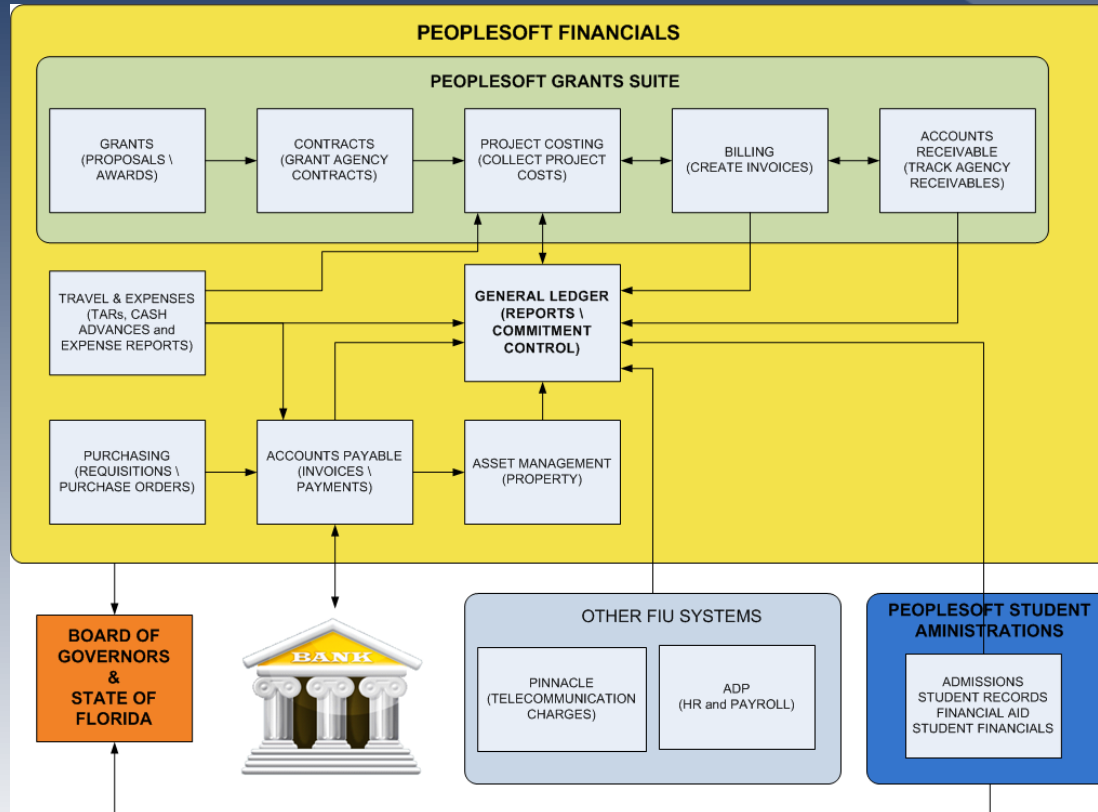 PEOPLESOFT FINANCIALS
PEOPLESOFT GRANTS SUITE
GRANTS
(PROPOSALS \
AWARDS)
CONTRACTS
(GRANT AGENCY
CONTRACTS)
PROJECT COSTING
(COLLECT PROJECT
COSTS)
BILLING
(CREATE INVOICES)
ACCOUNTS
RECEIVABLE
(TRACK AGENCY
RECEIVABLES)
TRAVEL & EXPENSES
(TARs, CASH
ADVANCES and
EXPENSE REPORTS)
GENERAL LEDGER
(REPORTS \
COMMITMENT
CONTROL)
PURCHASING
(REQUISITIONS \
PURCHASE ORDERS)
ACCOUNTS PAYABLE
(INVOICES \
PAYMENTS)
ASSET MANAGEMENT
(PROPERTY)
BOARD OF
GOVERNORS
&
STATE OF
FLORIDA
BANK
OTHER FIU SYSTEMS
PINNACLE
(TELECOMMUNICATION
CHARGES)
ADP
(HR and PAYROLL)
PEOPLESOFT STUDENT
AMINISTRATIONS
ADMISSIONS
STUDENT RECORDS
FINANCIAL AID
STUDENT FINANCIALS